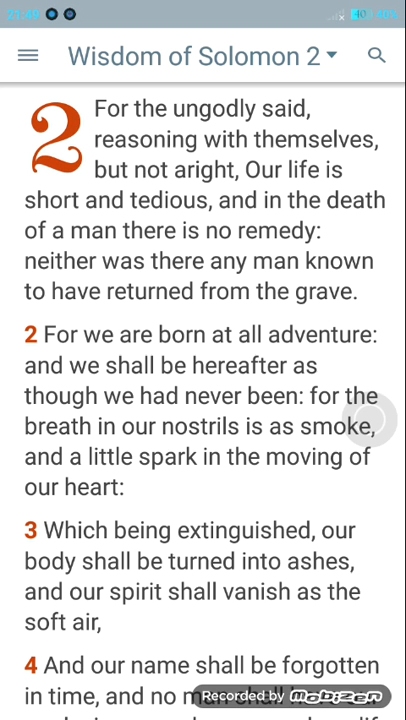 21:49
40%
Wisdom of Solomon 2
2 For the ungodly said,
reasoning with themselves,
but not aright, Our life is
short and tedious, and in the death
of a man there is no remedy:
neither was there any man known
to have returned from the grave.
2 For we are born at all adventure:
and we shall be hereafter as
though we had never been: for the
breath in our nostrils is as smoke,
and a little spark in the moving of
our heart:
3 Which being extinguished, our
body shall be turned into ashes,
and our spirit shall vanish as the
soft air,
4 And our name shall be forgotten
in time, and no man shall
Recorded by MOBIZEN